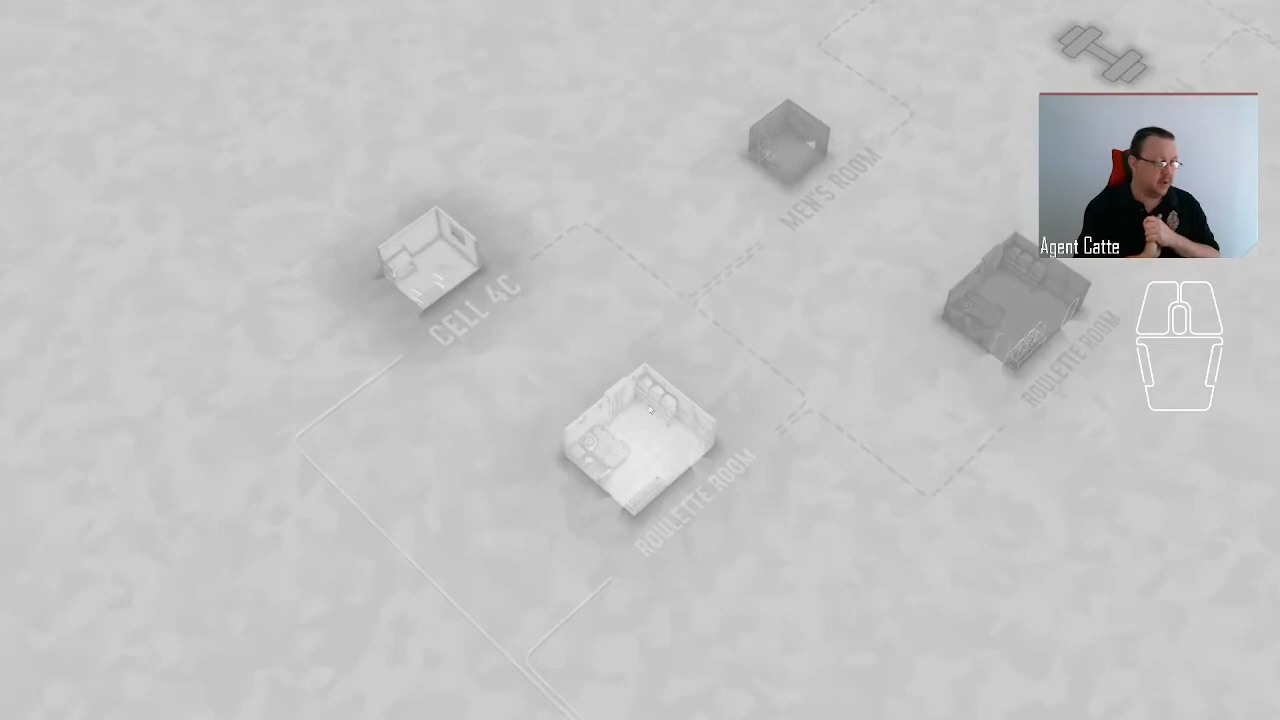 MEN'S ROOM
Agent Catte
CELL 4C
ROULETTE ROOM
ROULETTE ROOM